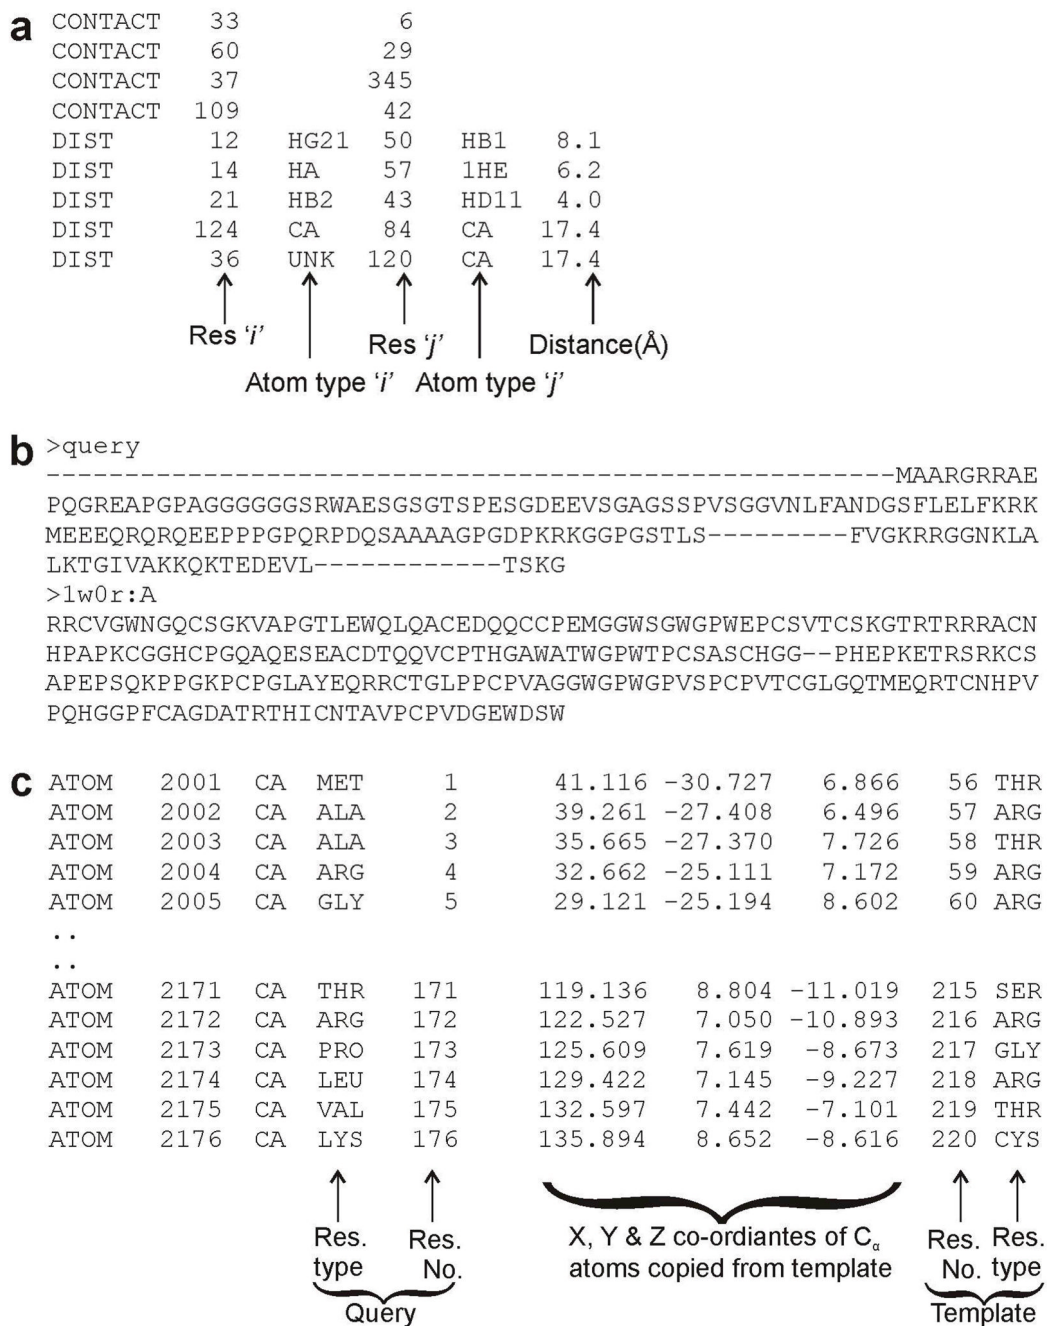 a
CONTACT 33 6
CONTACT 60 29
CONTACT 37 345
CONTACT 109 42
DIST 12 HG21 50 HB1 8.1
DIST 14 HA 57 1HE 6.2
DIST 21 HB2 43 HD11 4.0
DIST 124 CA 84 CA 17.4
DIST 36 UNK 120 CA 17.4
Res ‘i’ Res ‘j’ Distance(Å)
Atom type ‘i’ Atom type ‘j’
b
>query
------------------------------------------------------MAARGRRAE
PQGREAPGPAGGGGGGSRWAESGSGTSPESGDEEVSGAGSSPVSGGVNLFANDGSFLELFKRK
MEEEQRQRQEEPPPGPQRPDQSAAAAGPGDPKRKGGPGSTLS---------FVGKRRGGNKLA
LKTGIVAKKQKTEDEVL------------TSKG
>1w0r:A
RRCVGWNGQCSGKVAPGTLEWQLQACEDQQCCPEMGGWSGWGPWEPCSVTCSKGTRTRRRACN
HPAPKCGGHCPGQAQESEACDTQQVCPTHGAWATWGPWTPCSASCHGG--PHEPKETRSRKCS
APEPSQKPPGKPCPGLAYEQRRCTGLPPCPVAGGWGPWGPVSPCPVTCGLGQTMEQRTCNHPV
PQHGGPFCAGDATRTHICNTAVPCPVDGEWDSW
c
ATOM 2001 CA MET 1 41.116 -30.727 6.866 56 THR
ATOM 2002 CA ALA 2 39.261 -27.408 6.496 57 ARG
ATOM 2003 CA ALA 3 35.665 -27.370 7.726 58 THR
ATOM 2004 CA ARG 4 32.662 -25.111 7.172 59 ARG
ATOM 2005 CA GLY 5 29.121 -25.194 8.602 60 ARG
..
..
ATOM 2171 CA THR 171 119.136 8.804 -11.019 215 SER
ATOM 2172 CA ARG 172 122.527 7.050 -10.893 216 ARG
ATOM 2173 CA PRO 173 125.609 7.619 -8.673 217 GLY
ATOM 2174 CA LEU 174 129.422 7.145 -9.227 218 ARG
ATOM 2175 CA VAL 175 132.597 7.442 -7.101 219 THR
ATOM 2176 CA LYS 176 135.894 8.652 -8.616 220 CYS
Res. type Res. No. X, Y & Z co-ordiantes of Cα atoms copied from template Res. No. Res. type
Query Template